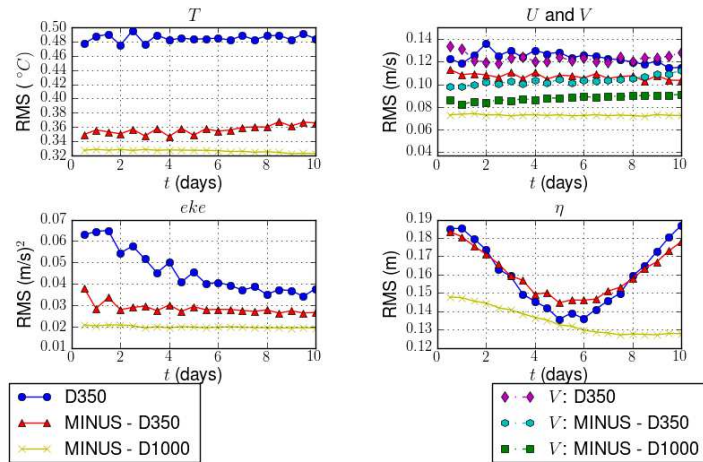 T
U and V
RMS (°C)
0.50
0.48
0.46
0.44
0.42
0.40
0.38
0.36
0.34
0.32
0 2 4 6 8 10
t (days)
RMS (m/s)
0.14
0.12
0.10
0.08
0.06
0.04
0 2 4 6 8 10
t (days)
eke
η
RMS (m/s)²
0.07
0.06
0.05
0.04
0.03
0.02
0.01
0 2 4 6 8 10
t (days)
RMS (m)
0.19
0.18
0.17
0.16
0.15
0.14
0.13
0.12
0 2 4 6 8 10
t (days)
D350
MINUS - D350
MINUS - D1000
V: D350
V: MINUS - D350
V: MINUS - D1000